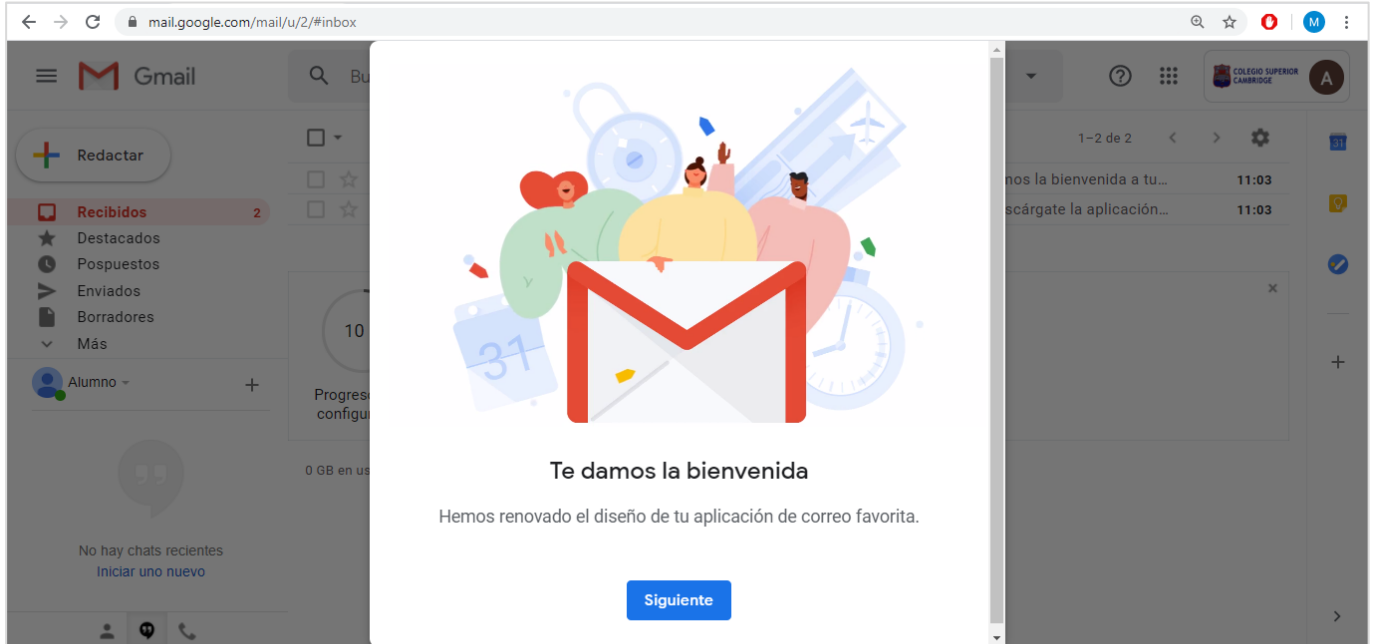 mail.google.com/mail/u/2/#inbox
M
Gmail
Bu
COLEGIO SUPERIOR
CAMBRIDGE
A
Redactar
1–2 de 2
31
nos la bienvenida a tu... 11:03
Recibidos 2
scárgate la aplicación... 11:03
Destacados
Pospuestos
Enviados
Borradores
Más
31
10
Alumno
Progres
configu
0 GB en us
Te damos la bienvenida
Hemos renovado el diseño de tu aplicación de correo favorita.
No hay chats recientes
Iniciar uno nuevo
Siguiente